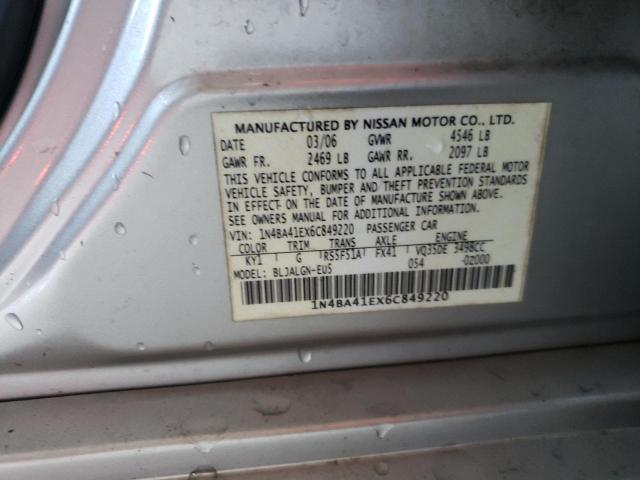 MANUFACTURED BY NISSAN MOTOR CO., LTD.
DATE 03/06 GVWR 4546 LB
GAWR FR. 2469 LB GAWR RR. 2097 LB
THIS VEHICLE CONFORMS TO ALL APPLICABLE FEDERAL MOTOR
VEHICLE SAFETY, BUMPER AND THEFT PREVENTION STANDARDS
IN EFFECT ON THE DATE OF MANUFACTURE SHOWN ABOVE.
SEE OWNERS MANUAL FOR ADDITIONAL INFORMATION.
VIN: 1N4BA41EX6C849220 PASSENGER CAR
COLOR TRIM TRANS AXLE ENGINE
KY1 G RS5F51A FX41 VQ35DE 3498CC
MODEL: BLJALGN-EU5 054 -0Z000
1N4BA41EX6C849220